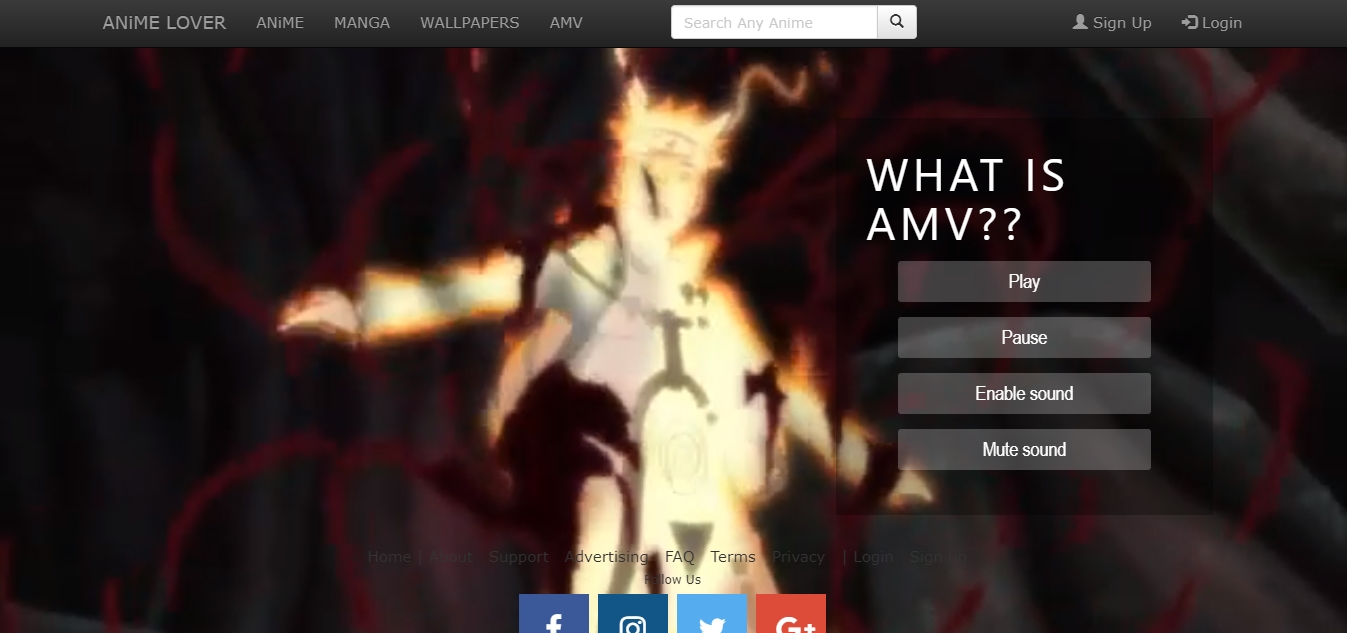 ANiME LOVER ANiME MANGA WALLPAPERS AMV Search Any Anime Sign Up Login
WHAT IS
AMV??
Play
Pause
Enable sound
Mute sound
Home | About Support Advertising FAQ Terms Privacy | Login Sign Up
Follow Us
f G+